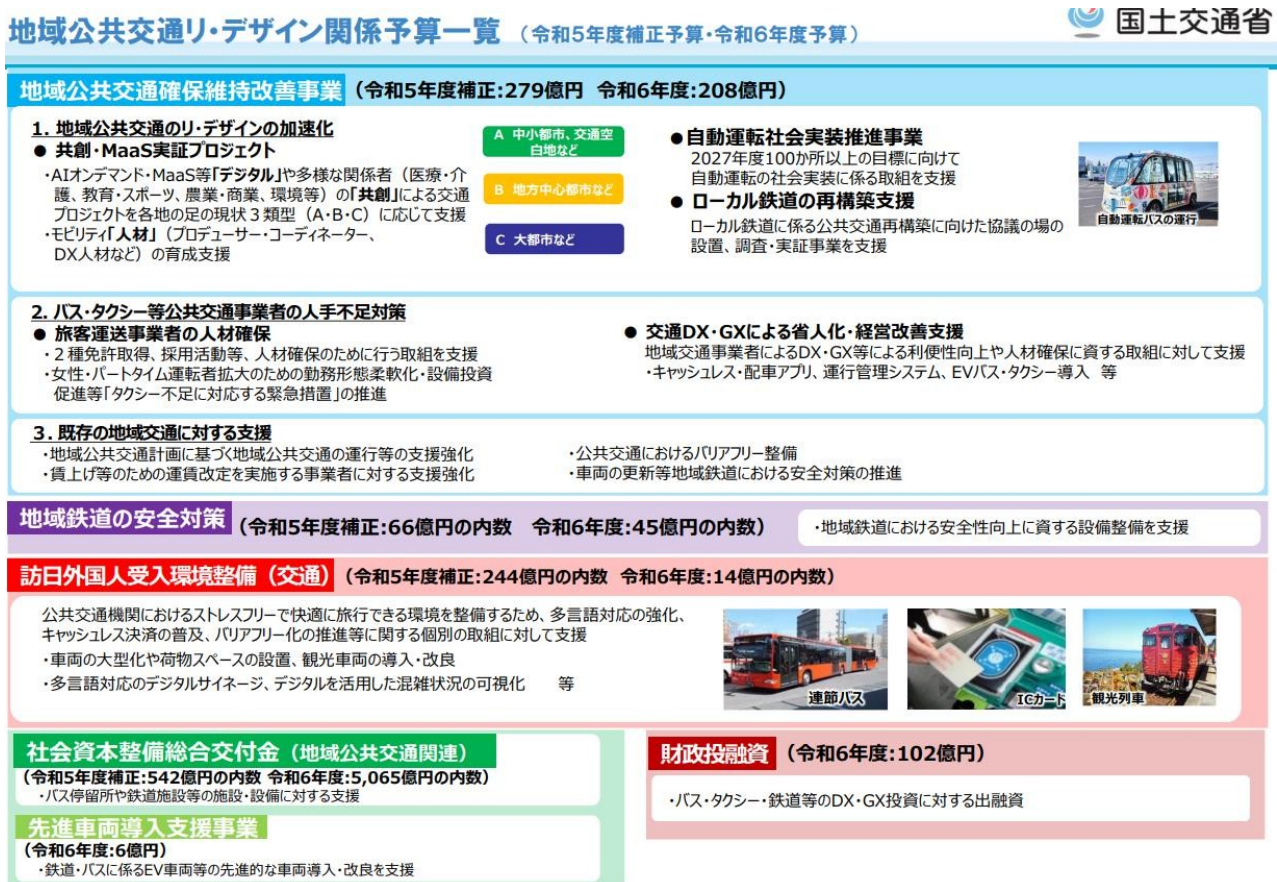 地域公共交通リ・デザイン関係予算一覧 （令和5年度補正予算・令和6年度予算）
国土交通省
地域公共交通確保維持改善事業 （令和5年度補正:279億円 令和6年度:208億円）
1. 地域公共交通のリ・デザインの加速化
● 共創・MaaS実証プロジェクト
・AIオンデマンド・MaaS等「デジタル」や多様な関係者（医療・介
護、教育・スポーツ、農業・商業、環境等）の「共創」による交通
プロジェクトを各地の足の現状３類型（A・B・C）に応じて支援
・モビリティ「人材」（プロデューサー・コーディネーター、
DX人材など）の育成支援
A 中小都市、交通空
白地など
B 地方中心都市など
C 大都市など
●自動運転社会実装推進事業
2027年度100か所以上の目標に向けて
自動運転の社会実装に係る取組を支援
● ローカル鉄道の再構築支援
ローカル鉄道に係る公共交通再構築に向けた協議の場の
設置、調査・実証事業を支援
自動運転バスの運行
2. バス・タクシー等公共交通事業者の人手不足対策
● 旅客運送事業者の人材確保
・２種免許取得、採用活動等、人材確保のために行う取組を支援
・女性・パートタイム運転者拡大のための勤務形態柔軟化・設備投資
促進等「タクシー不足に対応する緊急措置」の推進
● 交通DX・GXによる省人化・経営改善支援
地域交通事業者によるDX・GX等による利便性向上や人材確保に資する取組に対して支援
・キャッシュレス・配車アプリ、運行管理システム、EVバス・タクシー導入 等
３. 既存の地域交通に対する支援
・地域公共交通計画に基づく地域公共交通の運行等の支援強化
・賃上げ等のための運賃改定を実施する事業者に対する支援強化
・公共交通におけるバリアフリー整備
・車両の更新等地域鉄道における安全対策の推進
地域鉄道の安全対策 （令和5年度補正:66億円の内数 令和6年度:45億円の内数）
・地域鉄道における安全性向上に資する設備整備を支援
訪日外国人受入環境整備（交通） （令和5年度補正:244億円の内数 令和6年度:14億円の内数）
公共交通機関におけるストレスフリーで快適に旅行できる環境を整備するため、多言語対応の強化、
キャッシュレス決済の普及、バリアフリー化の推進等に関する個別の取組に対して支援
・車両の大型化や荷物スペースの設置、観光車両の導入・改良
・多言語対応のデジタルサイネージ、デジタルを活用した混雑状況の可視化 等
連節バス
ICカード
観光列車
社会資本整備総合交付金（地域公共交通関連）
（令和5年度補正:542億円の内数 令和6年度:5,065億円の内数）
・バス停留所や鉄道施設等の施設・設備に対する支援
先進車両導入支援事業
（令和6年度:6億円）
・鉄道・バスに係るEV車両等の先進的な車両導入・改良を支援
財政投融資 （令和6年度:102億円）
・バス・タクシー・鉄道等のDX・GX投資に対する出融資